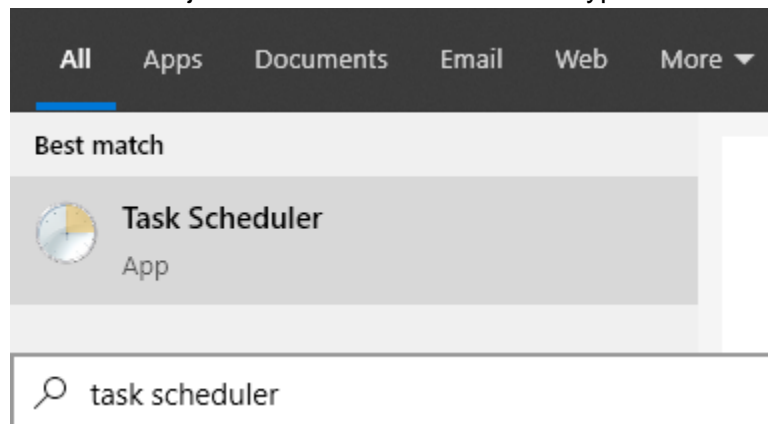 All Apps Documents Email Web More
Best match
Task Scheduler
App
task scheduler